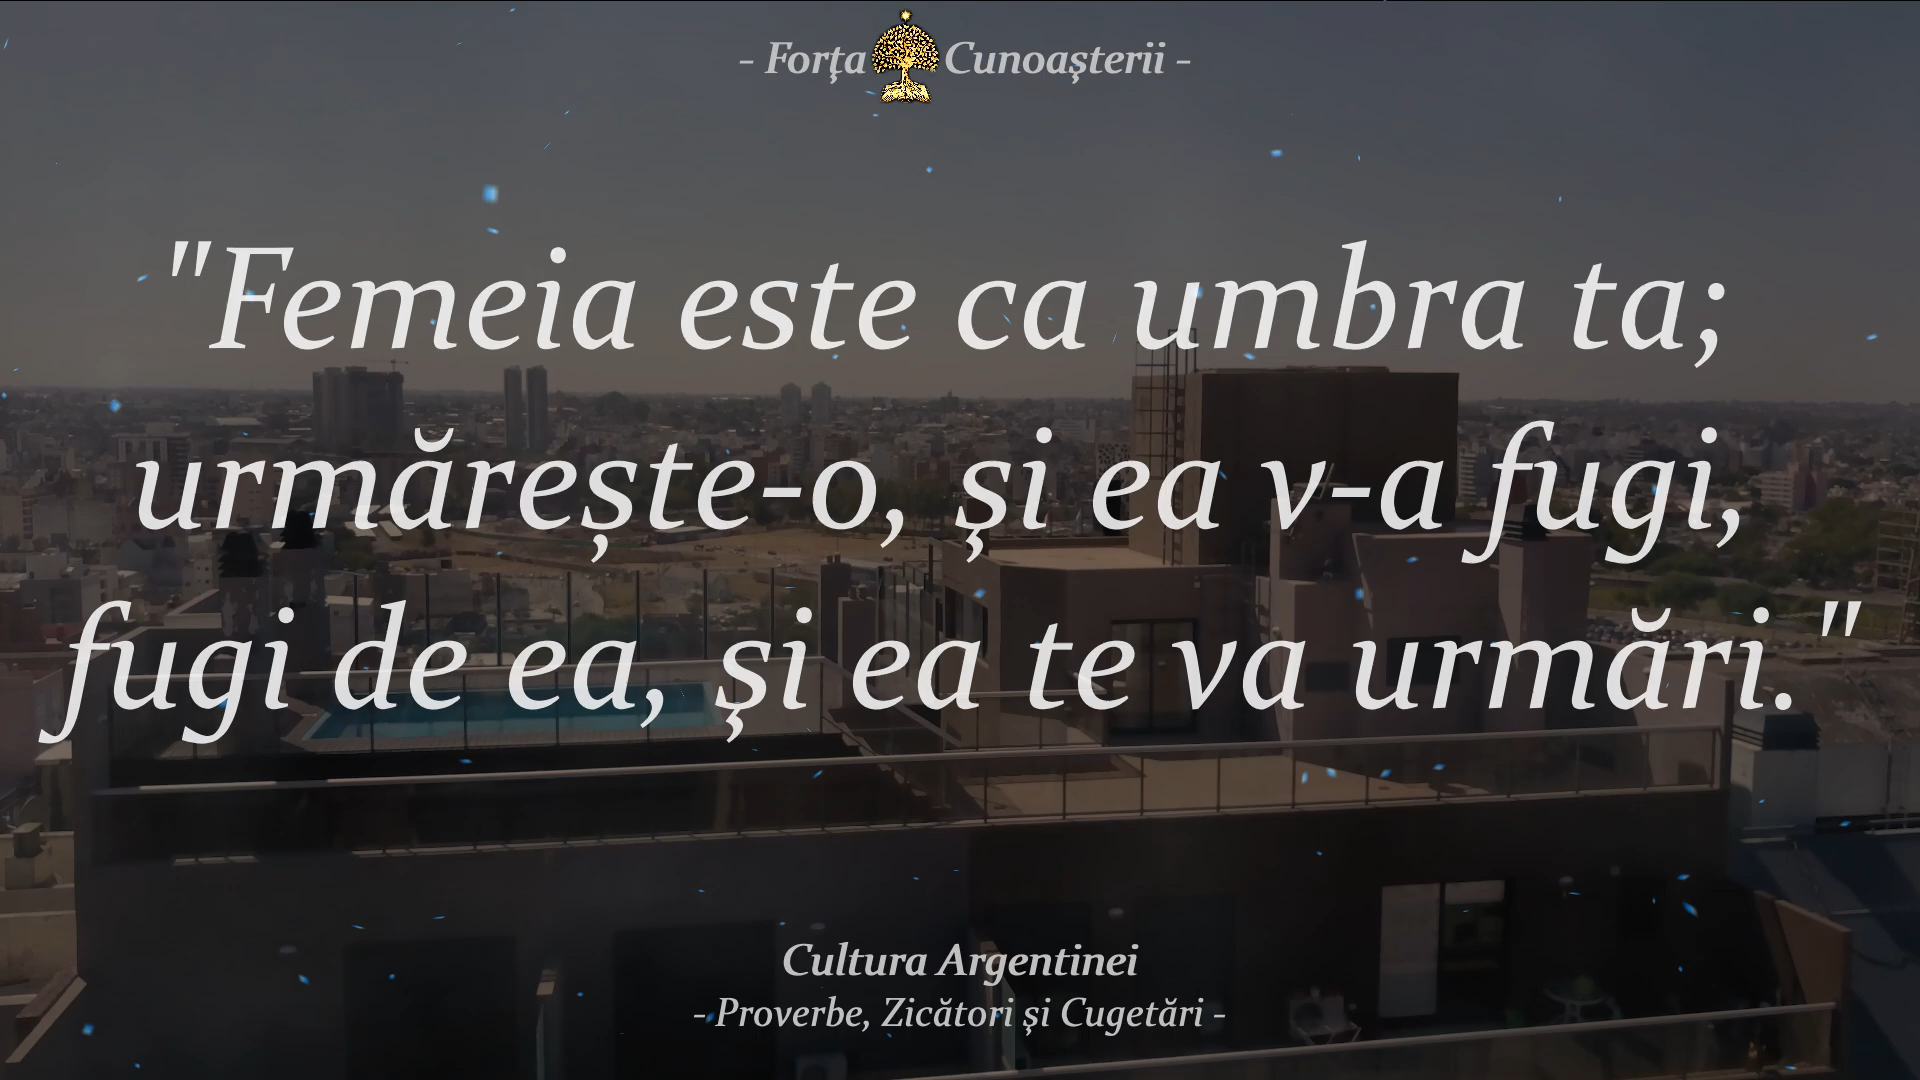 - Forța Cunoașterii -
"Femeia este ca umbra ta;
urmărește-o, și ea v-a fugi,
fugi de ea, și ea te va urmări."
Cultura Argentinei
- Proverbe, Zicători și Cugetări -